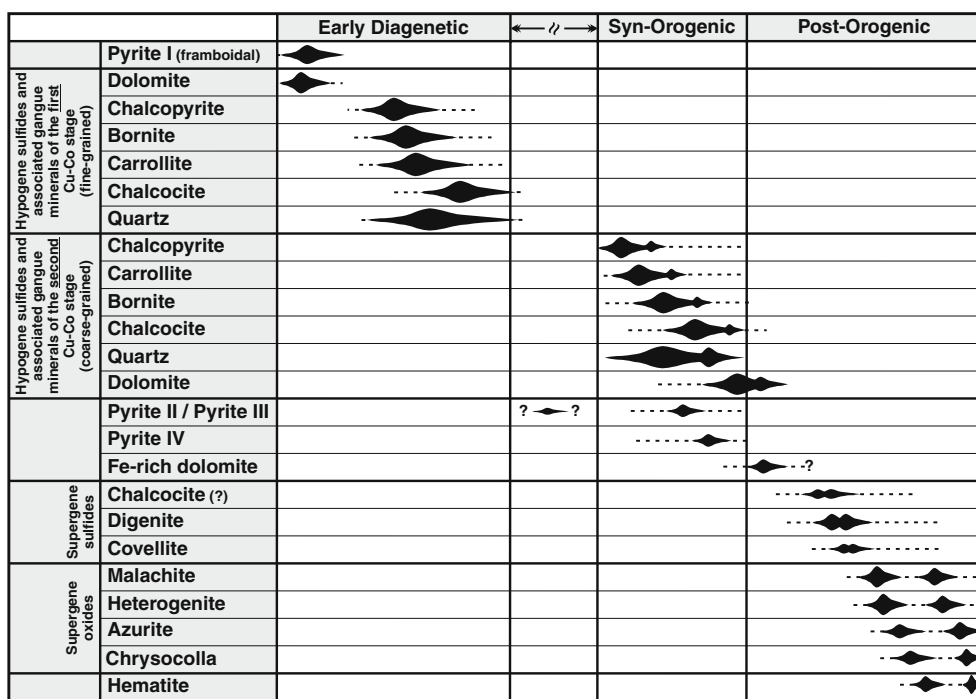 Early Diagenetic Syn-Orogenic Post-Orogenic
Pyrite I (framboidal)
Hypogene sulfides and
associated gangue
minerals of the first
Cu-Co stage
(fine-grained)
Dolomite
Chalcopyrite
Bornite
Carrollite
Chalcocite
Quartz
Hypogene sulfides and
associated gangue
minerals of the second
Cu-Co stage
(coarse-grained)
Chalcopyrite
Carrollite
Bornite
Chalcocite
Quartz
Dolomite
Pyrite II / Pyrite III ? ?
Pyrite IV
Fe-rich dolomite ?
Supergene
sulfides
Chalcocite (?)
Digenite
Covellite
Supergene
oxides
Malachite
Heterogenite
Azurite
Chrysocolla
Hematite